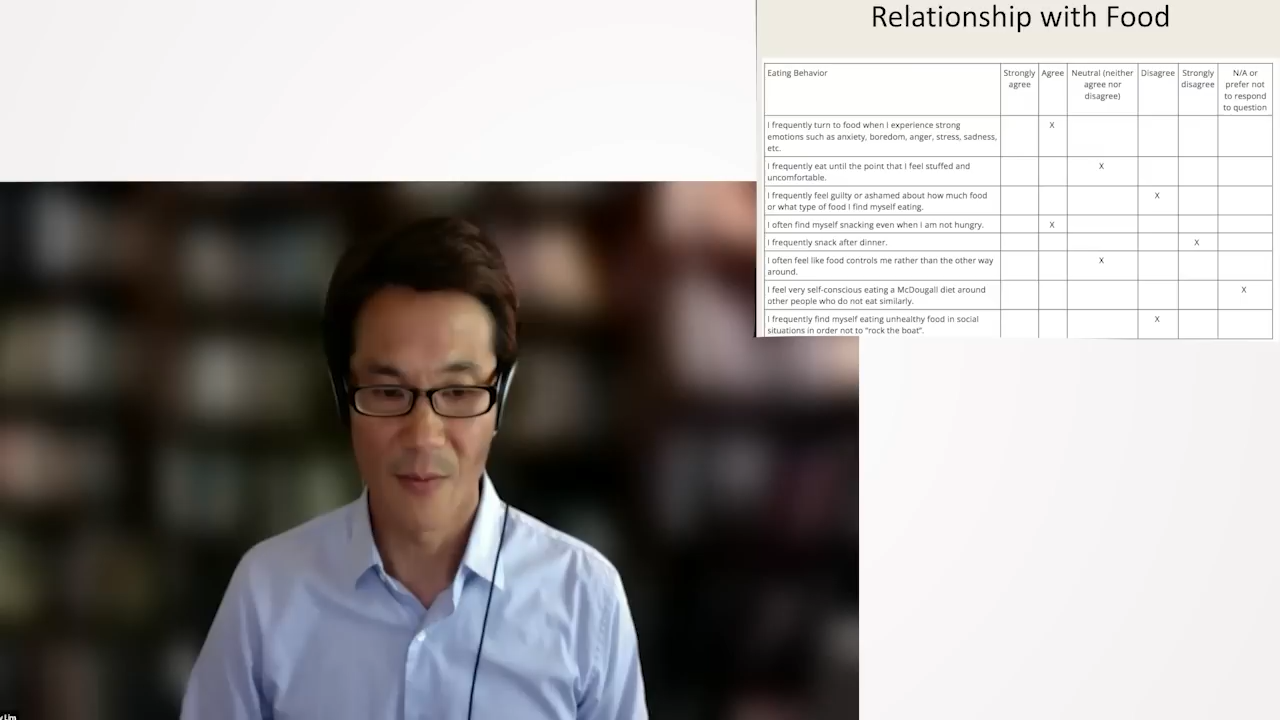 Relationship with Food
Eating Behavior
Strongly
agree
Agree
Neutral (neither
agree nor
disagree)
Disagree
Strongly
disagree
N/A or
prefer not
to respond
to question
I frequently turn to food when I experience strong
emotions such as anxiety, boredom, anger, stress, sadness,
etc.
X
I frequently eat until the point that I feel stuffed and
uncomfortable.
X
I frequently feel guilty or ashamed about how much food
or what type of food I find myself eating.
X
I often find myself snacking even when I am not hungry.
X
I frequently snack after dinner.
X
I often feel like food controls me rather than the other way
around.
X
I feel very self-conscious eating a McDougall diet around
other people who do not eat similarly.
X
I frequently find myself eating unhealthy food in social
situations in order not to "rock the boat".
X
Lim